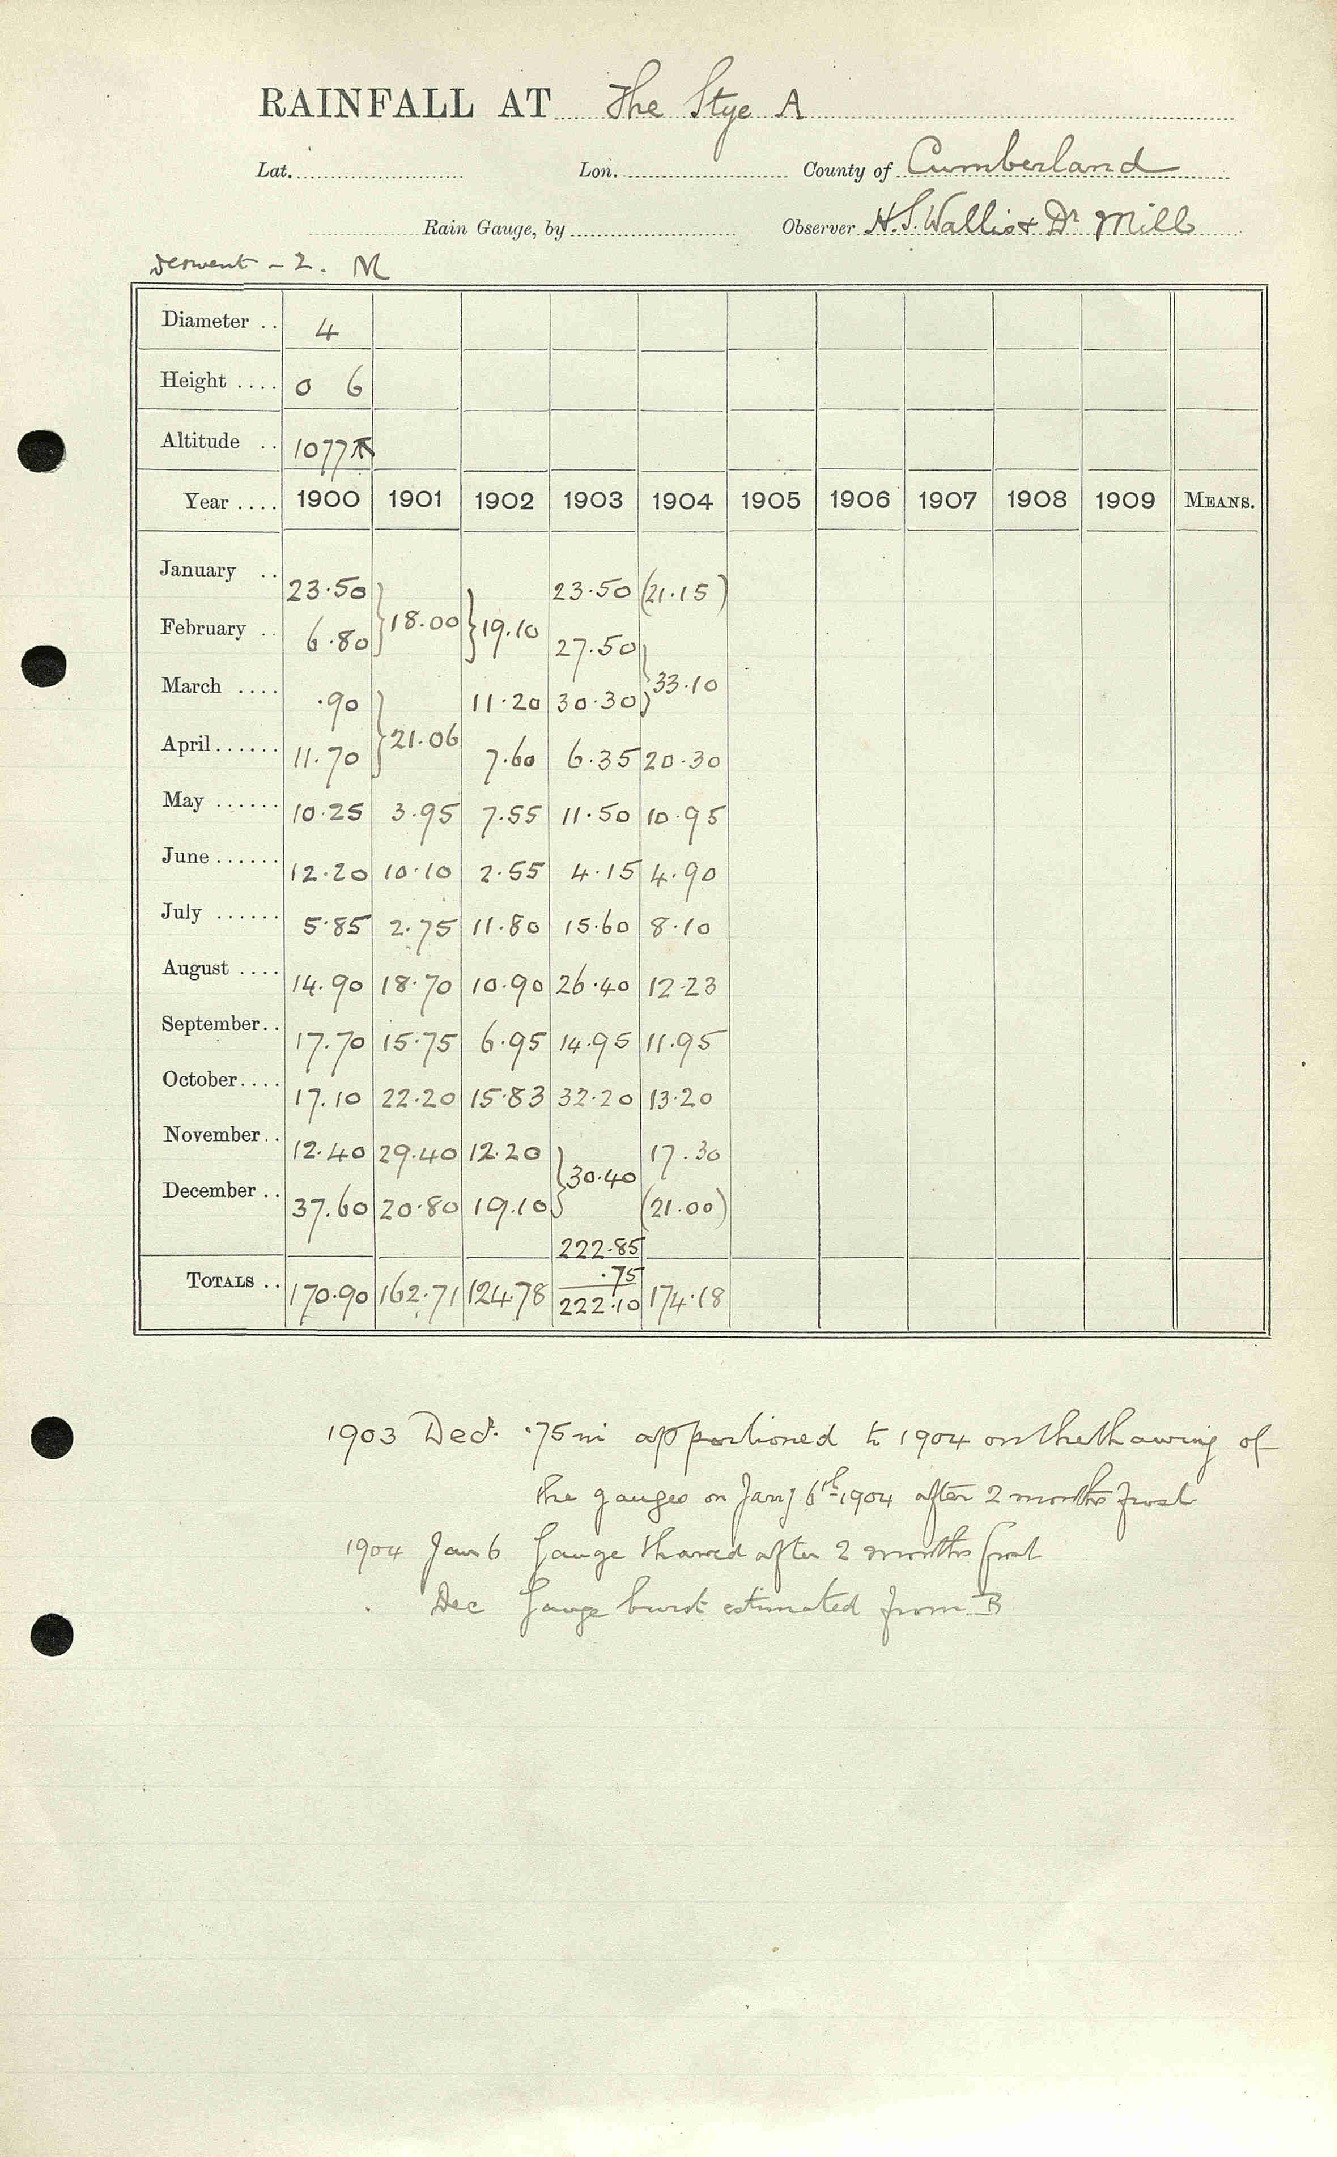 RAINFALL AT The Stye A
Lat. Lon. County of Cumberland
Rain Gauge, by Observer H. S. Wallis & Dr Mill
Derwent - 2. M
Diameter .. 4
Height .... 0 6
Altitude .. 1077
Year .... 1900 1901 1902 1903 1904 1905 1906 1907 1908 1909 MEANS.
January .. 23.50 23.50 (21.15)
February .. 6.80 } 18.00 } 19.10 27.50
March .... .90 11.20 30.30 } 33.10
April ...... 11.70 } 21.06 7.60 6.35 20.30
May ...... 10.25 3.95 7.55 11.50 10.95
June ...... 12.20 10.10 2.55 4.15 4.90
July ...... 5.85 2.75 11.80 15.60 8.10
August .... 14.90 18.70 10.90 26.40 12.23
September.. 17.70 15.75 6.95 14.95 11.95
October.... 17.10 22.20 15.83 32.20 13.20
November.. 12.40 29.40 12.20 } 30.40 17.30
December .. 37.60 20.80 19.10 (21.00)
222.85
.75
TOTALS .. 170.90 162.71 124.78 222.10 174.18
1903 Decr. .75 in apportioned to 1904 on the thawing of
the gauges on Jany 6th 1904 after 2 months frost
1904 Jan 6 Gauge thawed after 2 months frost
Dec Gauge burst estimated from B